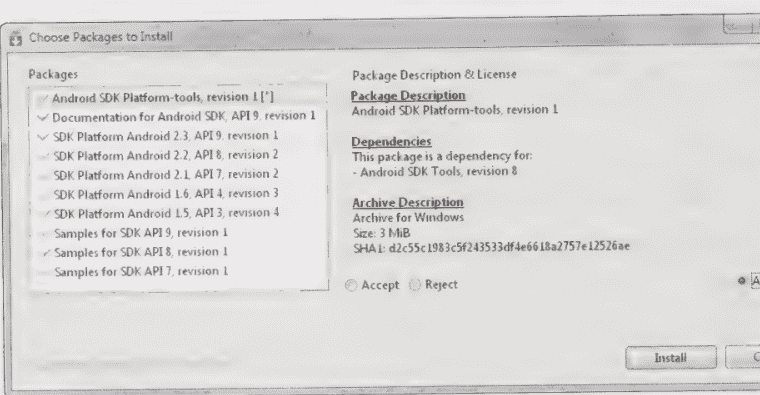 Choose Packages to Install
Packages
Android SDK Platform-tools, revision 1 [*]
Documentation for Android SDK, API 9, revision 1
SDK Platform Android 2.3, API 9, revision 1
SDK Platform Android 2.2, API 8, revision 2
SDK Platform Android 2.1, API 7, revision 2
SDK Platform Android 1.6, API 4, revision 3
SDK Platform Android 1.5, API 3, revision 4
Samples for SDK API 9, revision 1
Samples for SDK API 8, revision 1
Samples for SDK API 7, revision 1
Package Description & License
Package Description
Android SDK Platform-tools, revision 1
Dependencies
This package is a dependency for:
- Android SDK Tools, revision 8
Archive Description
Archive for Windows
Size: 3 MiB
SHA1: d2c55c1983c5f243533df4e6618a2757e12526ae
Accept Reject
Install